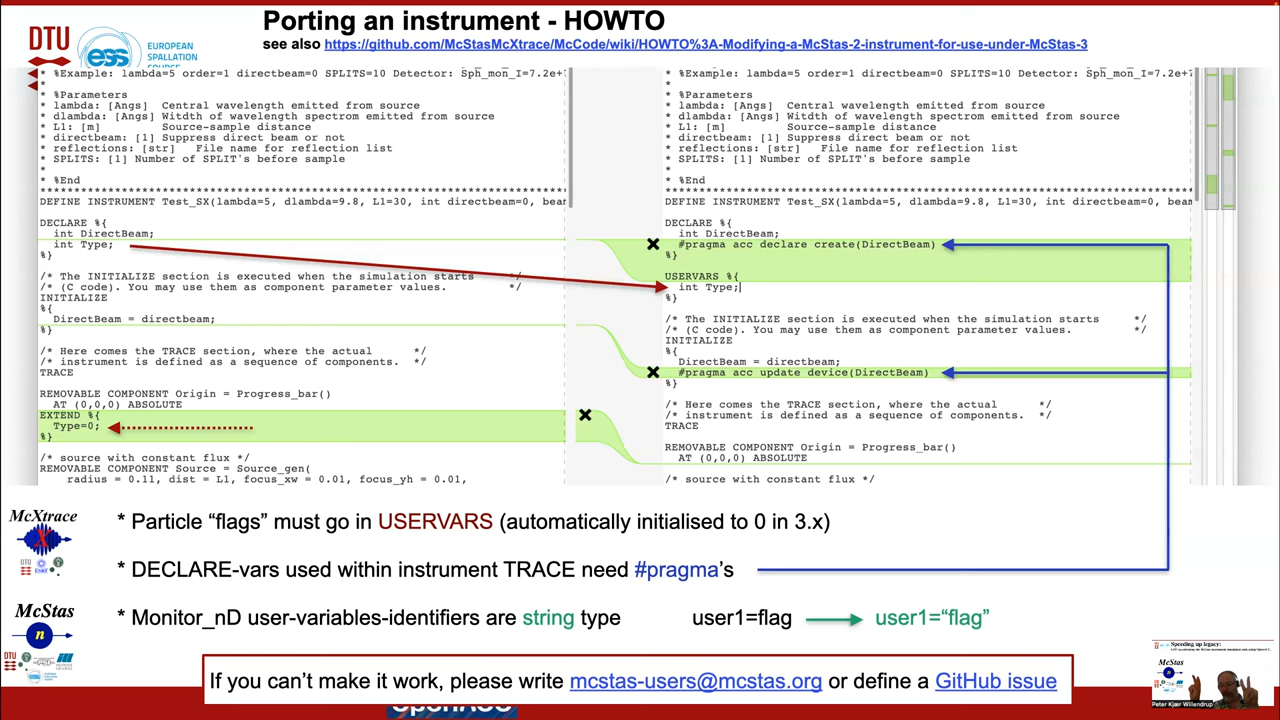 Porting an instrument - HOWTO
see also https://github.com/McStasMcXtrace/McCode/wiki/HOWTO%3A-Modifying-a-McStas-2-instrument-for-use-under-McStas-3
DTU
ess
EUROPEAN
SPALLATION
* %Example: lambda=5 order=1 directbeam=0 SPLITS=10 Detector: Sph_mon_I=7.2e+7
*
* %Parameters
* lambda: [Angs] Central wavelength emitted from source
* dlambda: [Angs] Witdth of wavelength spectrom emitted from source
* L1: [m] Source-sample distance
* directbeam: [1] Suppress direct beam or not
* reflections: [str] File name for reflection list
* SPLITS: [1] Number of SPLIT's before sample
*
* %End
******************************************************************************
DEFINE INSTRUMENT Test_SX(lambda=5, dlambda=9.8, L1=30, int directbeam=0, bea
DECLARE %{
int DirectBeam;
int Type;
%}
/* The INITIALIZE section is executed when the simulation starts */
/* (C code). You may use them as component parameter values. */
INITIALIZE
%{
DirectBeam = directbeam;
%}
/* Here comes the TRACE section, where the actual */
/* instrument is defined as a sequence of components. */
TRACE
REMOVABLE COMPONENT Origin = Progress_bar()
AT (0,0,0) ABSOLUTE
EXTEND %{
Type=0;
%}
/* source with constant flux */
REMOVABLE COMPONENT Source = Source_gen(
radius = 0.11, dist = L1, focus_xw = 0.01, focus_yh = 0.01,
* %Example: lambda=5 order=1 directbeam=0 SPLITS=10 Detector: Sph_mon_I=7.2e+7
*
* %Parameters
* lambda: [Angs] Central wavelength emitted from source
* dlambda: [Angs] Witdth of wavelength spectrum emitted from source
* L1: [m] Source-sample distance
* directbeam: [1] Suppress direct beam or not
* reflections: [str] File name for reflection list
* SPLITS: [1] Number of SPLIT's before sample
*
* %End
******************************************************************************
DEFINE INSTRUMENT Test_SX(lambda=5, dlambda=9.8, L1=30, int directbeam=0, bea
DECLARE %{
int DirectBeam;
#pragma acc declare create(DirectBeam)
%}
USERVARS %{
int Type;
%}
/* The INITIALIZE section is executed when the simulation starts */
/* (C code). You may use them as component parameter values. */
INITIALIZE
%{
DirectBeam = directbeam;
#pragma acc update device(DirectBeam)
%}
/* Here comes the TRACE section, where the actual */
/* instrument is defined as a sequence of components. */
TRACE
REMOVABLE COMPONENT Origin = Progress_bar()
AT (0,0,0) ABSOLUTE
/* source with constant flux */
McXtrace
X
DTU
* Particle “flags” must go in USERVARS (automatically initialised to 0 in 3.x)
* DECLARE-vars used within instrument TRACE need #pragma’s
McStas
n
DTU
ess
* Monitor_nD user-variables-identifiers are string type user1=flag user1=“flag”
If you can’t make it work, please write mcstas-users@mcstas.org or define a GitHub issue
OpenACC
Speeding up legacy:
McStas
Peter Kjær Willendrup